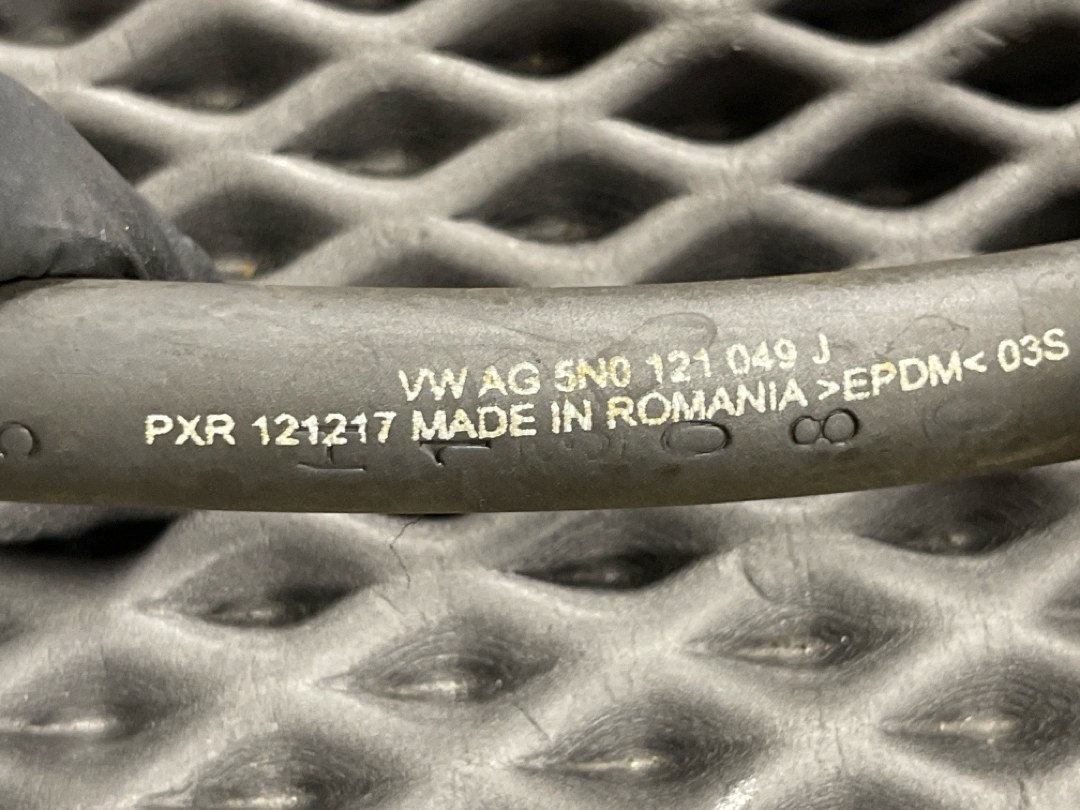 VW AG 5N0 121 049 J
PXR 121217 MADE IN ROMANIA >EPDM< 03S